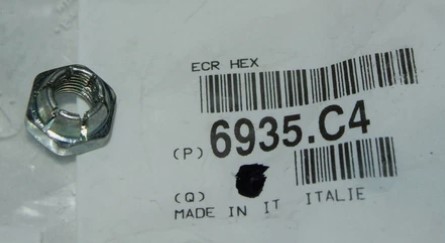 ECR HEX
(P) 6935.C4
(Q)
MADE IN IT ITALIE